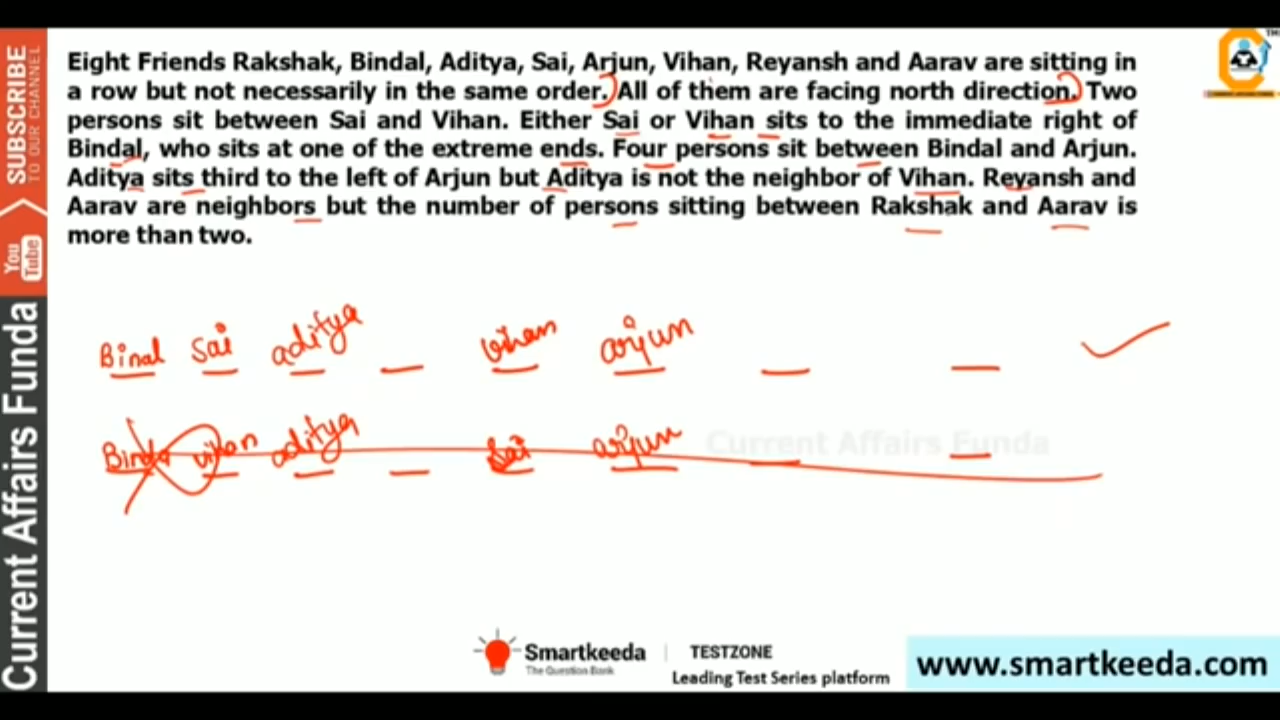 Eight Friends Rakshak, Bindal, Aditya, Sai, Arjun, Vihan, Reyansh and Aarav are sitting in
a row but not necessarily in the same order. All of them are facing north direction. Two
persons sit between Sai and Vihan. Either Sai or Vihan sits to the immediate right of
Bindal, who sits at one of the extreme ends. Four persons sit between Bindal and Arjun.
Aditya sits third to the left of Arjun but Aditya is not the neighbor of Vihan. Reyansh and
Aarav are neighbors but the number of persons sitting between Rakshak and Aarav is
more than two.
Binal Sai aditya vihan arjun
vihan aditya Sai arjun
Current Affairs Funda
SUBSCRIBE
TO OUR CHANNEL
You
Tube
Current Affairs Funda
Smartkeeda
The Question Bank
TESTZONE
Leading Test Series platform
www.smartkeeda.com